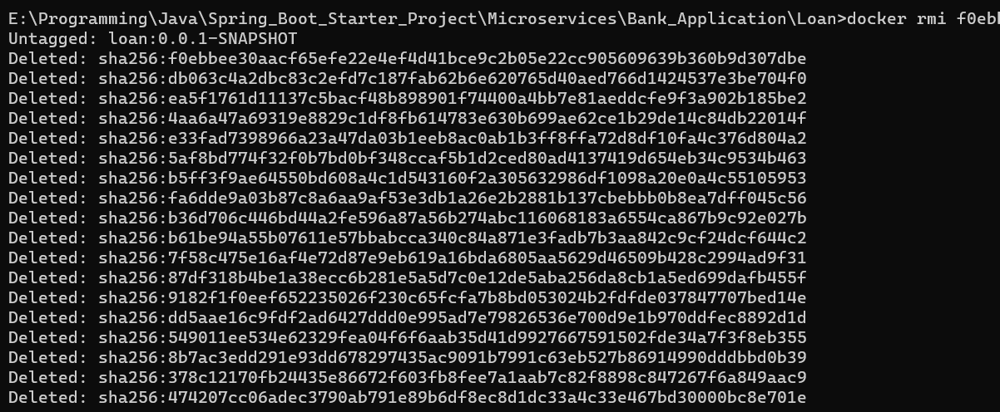 E:\Programming\Java\Spring_Boot_Starter_Project\Microservices\Bank_Application\Loan>docker rmi f0ebb
Untagged: loan:0.0.1-SNAPSHOT
Deleted: sha256:f0ebbee30aacf65efe22e4ef4d41bce9c2b05e22cc905609639b360b9d307dbe
Deleted: sha256:db063c4a2dbc83c2efd7c187fab62b6e620765d40aed766d1424537e3be704f0
Deleted: sha256:ea5f1761d11137c5bacf48b898901f74400a4bb7e81aeddcfe9f3a902b185be2
Deleted: sha256:4aa6a47a69319e8829c1df8fb614783e630b699ae62ce1b29de14c84db22014f
Deleted: sha256:e33fad7398966a23a47da03b1eeb8ac0ab1b3ff8ffa72d8df10fa4c376d804a2
Deleted: sha256:5af8bd774f32f0b7bd0bf348ccaf5b1d2ced80ad4137419d654eb34c9534b463
Deleted: sha256:b5ff3f9ae64550bd608a4c1d543160f2a305632986df1098a20e0a4c55105953
Deleted: sha256:fa6dde9a03b87c8a6aa9af53e3db1a26e2b2881b137cbebbb0b8ea7dff045c56
Deleted: sha256:b36d706c446bd44a2fe596a87a56b274abc116068183a6554ca867b9c92e027b
Deleted: sha256:b61be94a55b07611e57bbabcca340c84a871e3fadb7b3aa842c9cf24dcf644c2
Deleted: sha256:7f58c475e16af4e72d87e9eb619a16bda6805aa5629d46509b428c2994ad9f31
Deleted: sha256:87df318b4be1a38ecc6b281e5a5d7c0e12de5aba256da8cb1a5ed699dafb455f
Deleted: sha256:9182f1f0eef652235026f230c65fcfa7b8bd053024b2fdfde037847707bed14e
Deleted: sha256:dd5aae16c9fdf2ad6427ddd0e995ad7e79826536e700d9e1b970ddfec8892d1d
Deleted: sha256:549011ee534e62329fea04f6f6aab35d41d9927667591502fde34a7f3f8eb355
Deleted: sha256:8b7ac3edd291e93dd678297435ac9091b7991c63eb527b86914990dddbbd0b39
Deleted: sha256:378c12170fb24435e86672f603fb8fee7a1aab7c82f8898c847267f6a849aac9
Deleted: sha256:474207cc06adec3790ab791e89b6df8ec8d1dc33a4c33e467bd30000bc8e701e